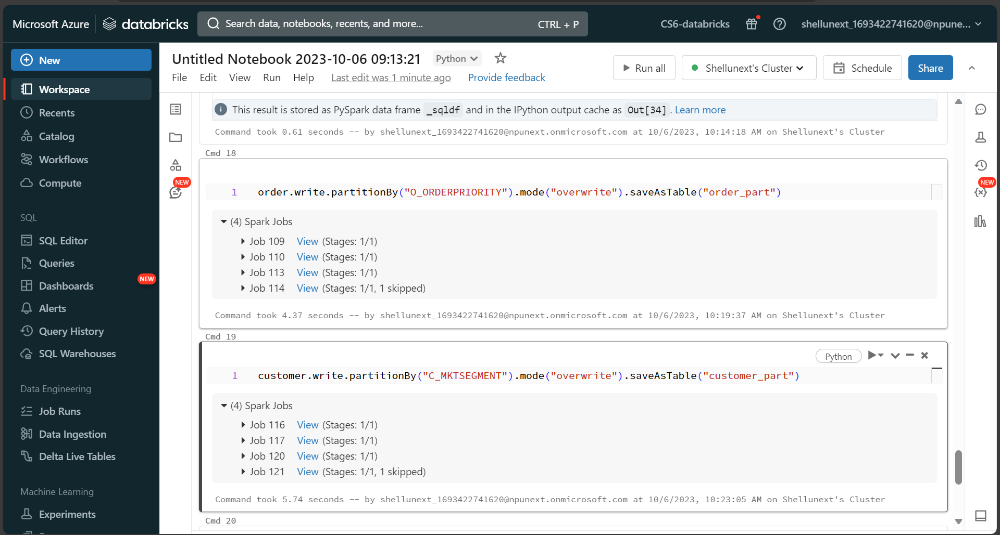 Microsoft Azure databricks Search data, notebooks, recents, and more... CTRL + P CS6-databricks shellunext_1693422741620@npune...
New
Workspace
Recents
Catalog
Workflows
Compute
SQL
SQL Editor
Queries
Dashboards NEW
Alerts
Query History
SQL Warehouses
Data Engineering
Job Runs
Data Ingestion
Delta Live Tables
Machine Learning
Experiments
Untitled Notebook 2023-10-06 09:13:21 Python
File Edit View Run Help Last edit was 1 minute ago Provide feedback
Run all Shellunext's Cluster Schedule Share
NEW
This result is stored as PySpark data frame _sqldf and in the IPython output cache as Out[34] . Learn more
Command took 0.61 seconds -- by shellunext_1693422741620@npunext.onmicrosoft.com at 10/6/2023, 10:14:18 AM on Shellunext's Cluster
Cmd 18
1 order.write.partitionBy("O_ORDERPRIORITY").mode("overwrite").saveAsTable("order_part")
(4) Spark Jobs
Job 109 View (Stages: 1/1)
Job 110 View (Stages: 1/1)
Job 113 View (Stages: 1/1)
Job 114 View (Stages: 1/1, 1 skipped)
Command took 4.37 seconds -- by shellunext_1693422741620@npunext.onmicrosoft.com at 10/6/2023, 10:19:37 AM on Shellunext's Cluster
Cmd 19
Python
1 customer.write.partitionBy("C_MKTSEGMENT").mode("overwrite").saveAsTable("customer_part")
(4) Spark Jobs
Job 116 View (Stages: 1/1)
Job 117 View (Stages: 1/1)
Job 120 View (Stages: 1/1)
Job 121 View (Stages: 1/1, 1 skipped)
Command took 5.74 seconds -- by shellunext_1693422741620@npunext.onmicrosoft.com at 10/6/2023, 10:23:05 AM on Shellunext's Cluster
Cmd 20
NEW